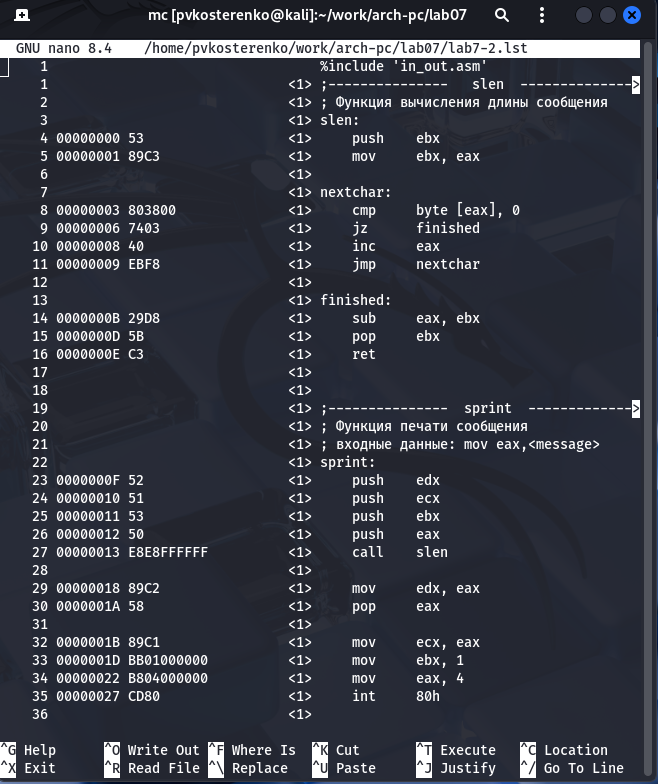 mc [pvkosterenko@kali]:~/work/arch-pc/lab07
GNU nano 8.4    /home/pvkosterenko/work/arch-pc/lab07/lab7-2.lst
1                                  %include 'in_out.asm'
1                              <1> ;---------------   slen  --------------->
2                              <1> ; Функция вычисления длины сообщения
3                              <1> slen:
4 00000000 53                  <1>     push    ebx
5 00000001 89C3                <1>     mov     ebx, eax
6                              <1>
7                              <1> nextchar:
8 00000003 803800              <1>     cmp     byte [eax], 0
9 00000006 7403                <1>     jz      finished
10 00000008 40                  <1>     inc     eax
11 00000009 EBF8                <1>     jmp     nextchar
12                              <1>
13                              <1> finished:
14 0000000B 29D8                <1>     sub     eax, ebx
15 0000000D 5B                  <1>     pop     ebx
16 0000000E C3                  <1>     ret
17                              <1>
18                              <1>
19                              <1> ;---------------  sprint  -------------->
20                              <1> ; Функция печати сообщения
21                              <1> ; входные данные: mov eax,<message>
22                              <1> sprint:
23 0000000F 52                  <1>     push    edx
24 00000010 51                  <1>     push    ecx
25 00000011 53                  <1>     push    ebx
26 00000012 50                  <1>     push    eax
27 00000013 E8E8FFFFFF          <1>     call    slen
28                              <1>
29 00000018 89C2                <1>     mov     edx, eax
30 0000001A 58                  <1>     pop     eax
31                              <1>
32 0000001B 89C1                <1>     mov     ecx, eax
33 0000001D BB01000000          <1>     mov     ebx, 1
34 00000022 B804000000          <1>     mov     eax, 4
35 00000027 CD80                <1>     int     80h
36                              <1>
^G Help      ^O Write Out ^F Where Is  ^K Cut       ^T Execute   ^C Location
^X Exit      ^R Read File ^\ Replace   ^U Paste     ^J Justify   ^/ Go To Line